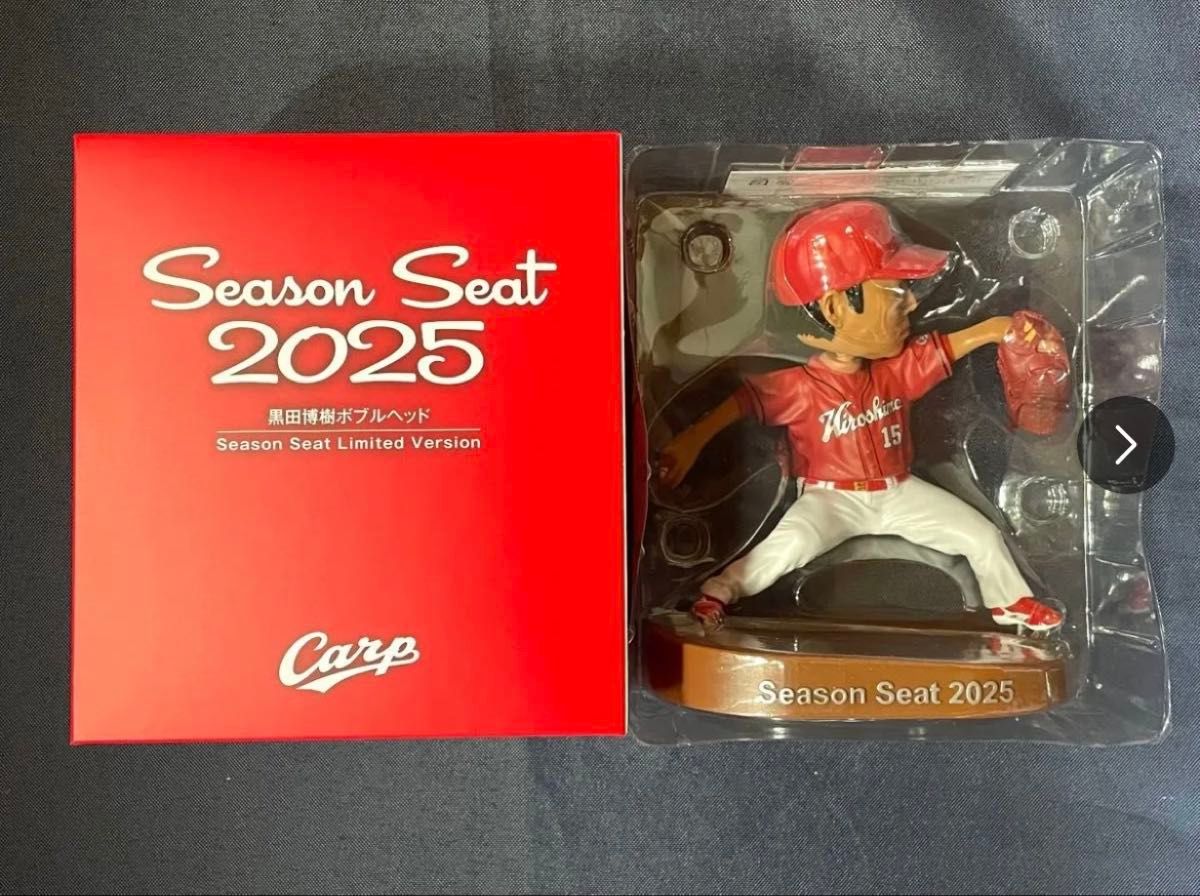 Season Seat
2025
黒田博樹ボブルヘッド
Season Seat Limited Version
Carp
Hiroshima
15
Season Seat 2025